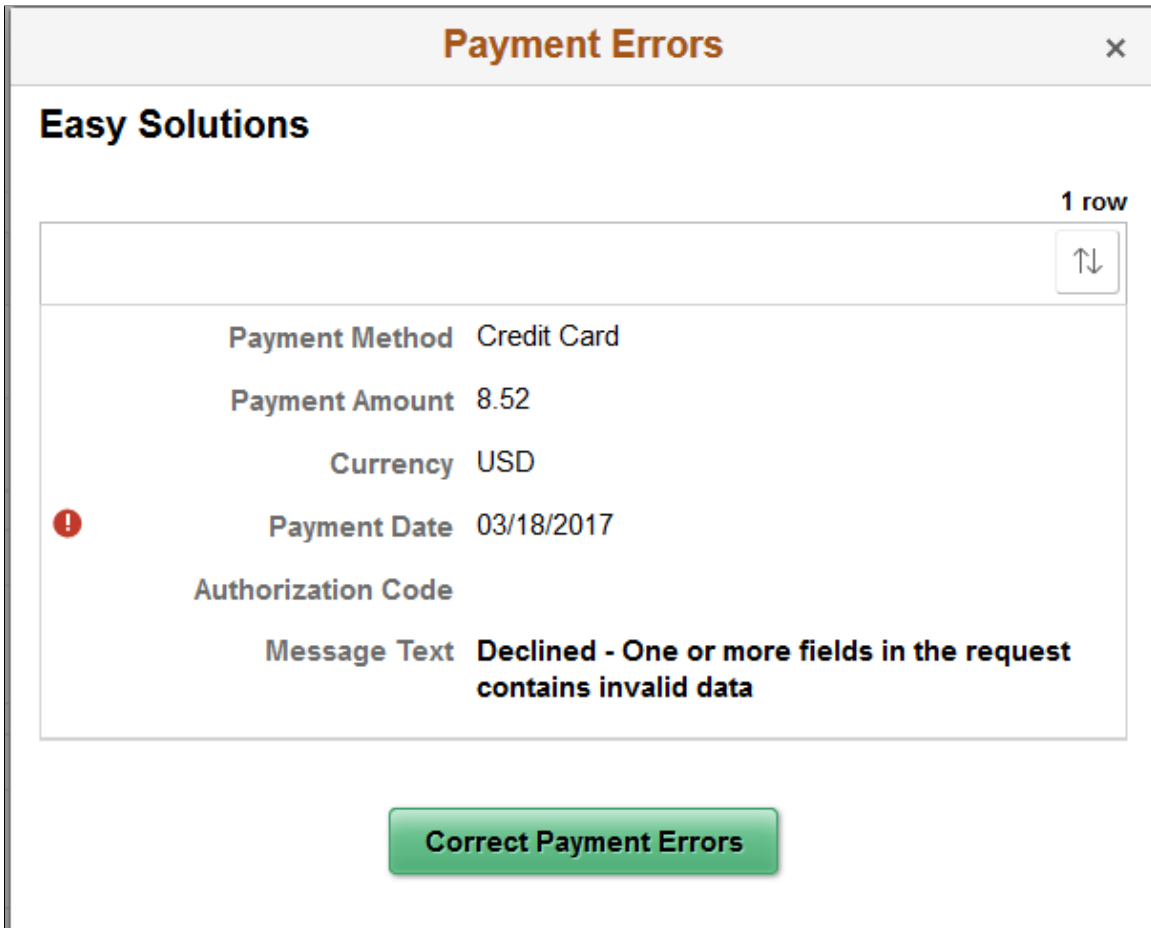 Payment Errors ×
Easy Solutions
1 row
Payment Method Credit Card
Payment Amount 8.52
Currency USD
Payment Date 03/18/2017
Authorization Code
Message Text Declined - One or more fields in the request
contains invalid data
Correct Payment Errors